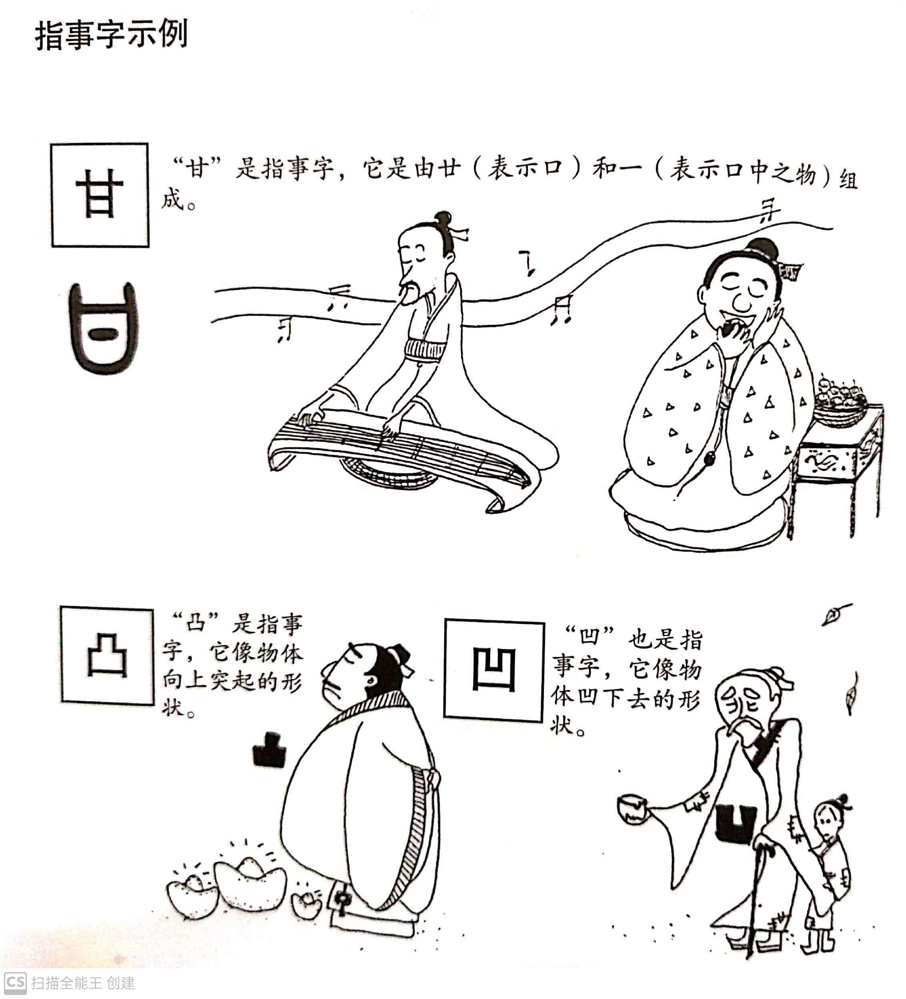 指事字示例
甘
“甘”是指事字，它是由廿（表示口）和一（表示口中之物）组
成。
凸
“凸”是指事
字，它像物体
向上突起的形
状。
凹
“凹”也是指
事字，它像物
体凹下去的形
状。
CS 扫描全能王 创建